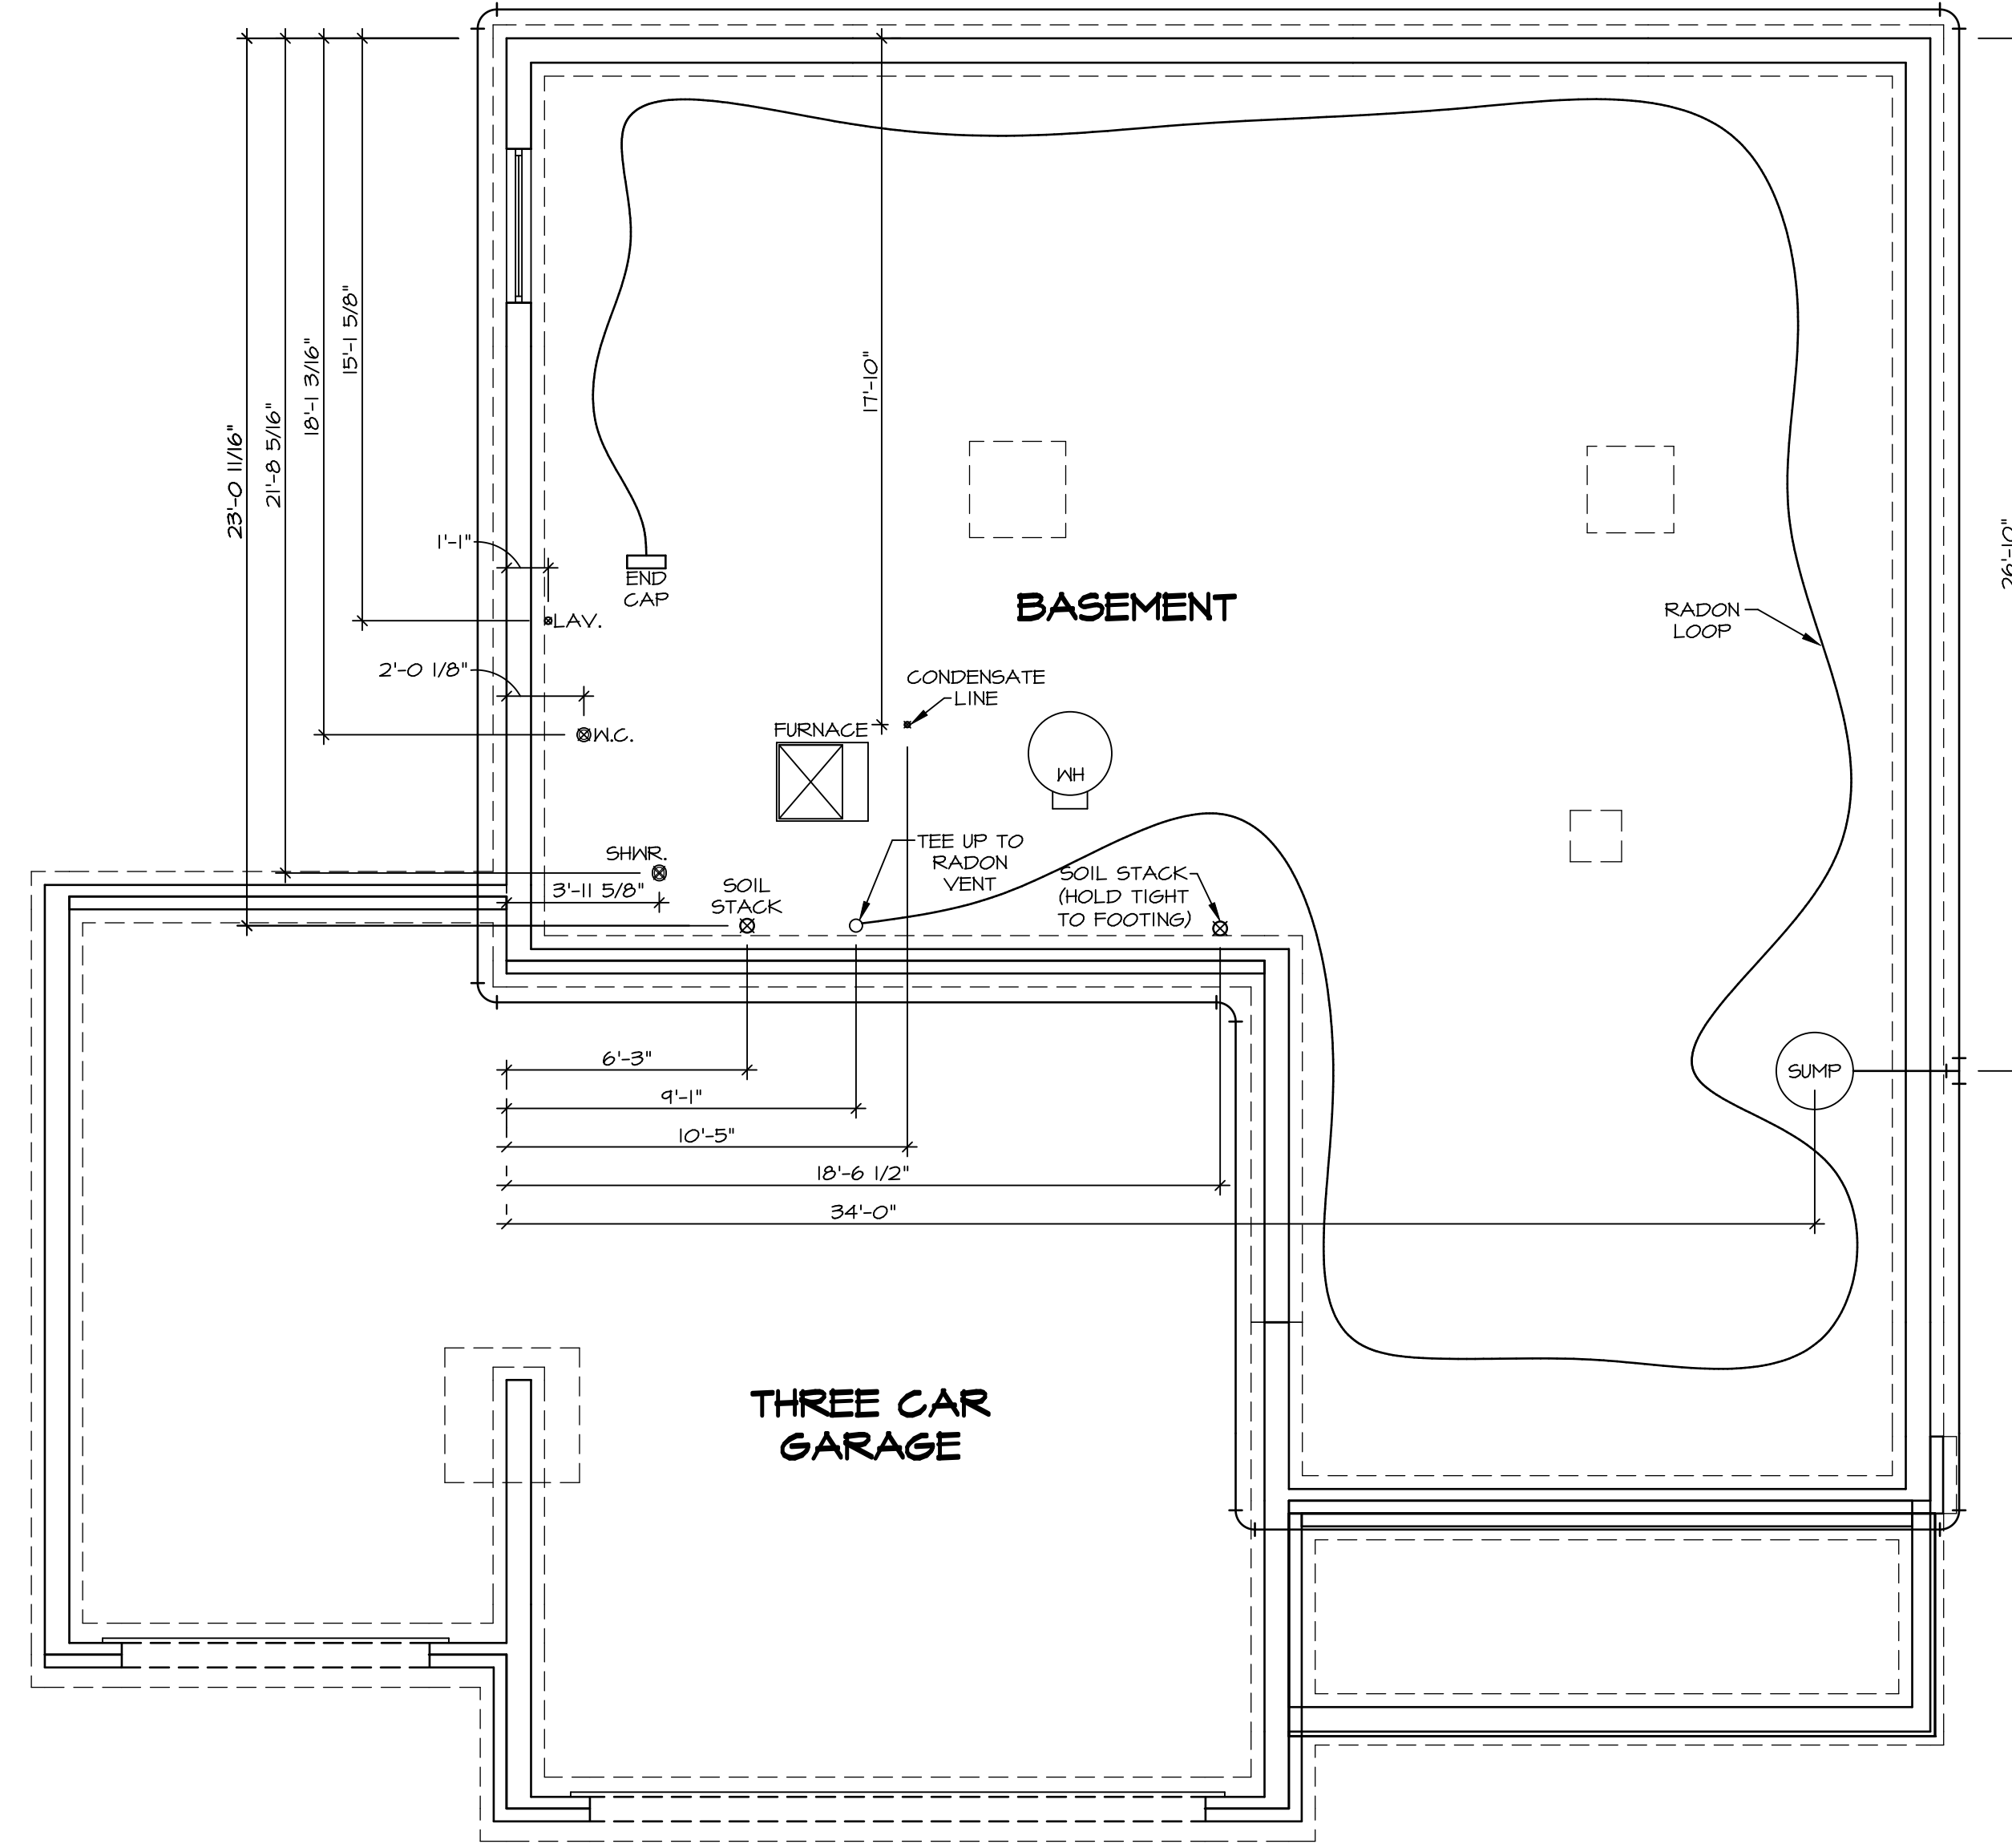 23'-0 11/16"
21'-8 5/16"
18'-1 3/16"
15'-1 5/8"
17'-10"
26'-10"
1'-1"
END
CAP
LAV.
BASEMENT
RADON
LOOP
2'-0 1/8"
W.C.
CONDENSATE
LINE
FURNACE
WH
SHWR.
3'-11 5/8"
SOIL
STACK
TEE UP TO
RADON
VENT
SOIL STACK
(HOLD TIGHT
TO FOOTING)
SUMP
6'-3"
9'-1"
10'-5"
18'-6 1/2"
34'-0"
THREE CAR
GARAGE